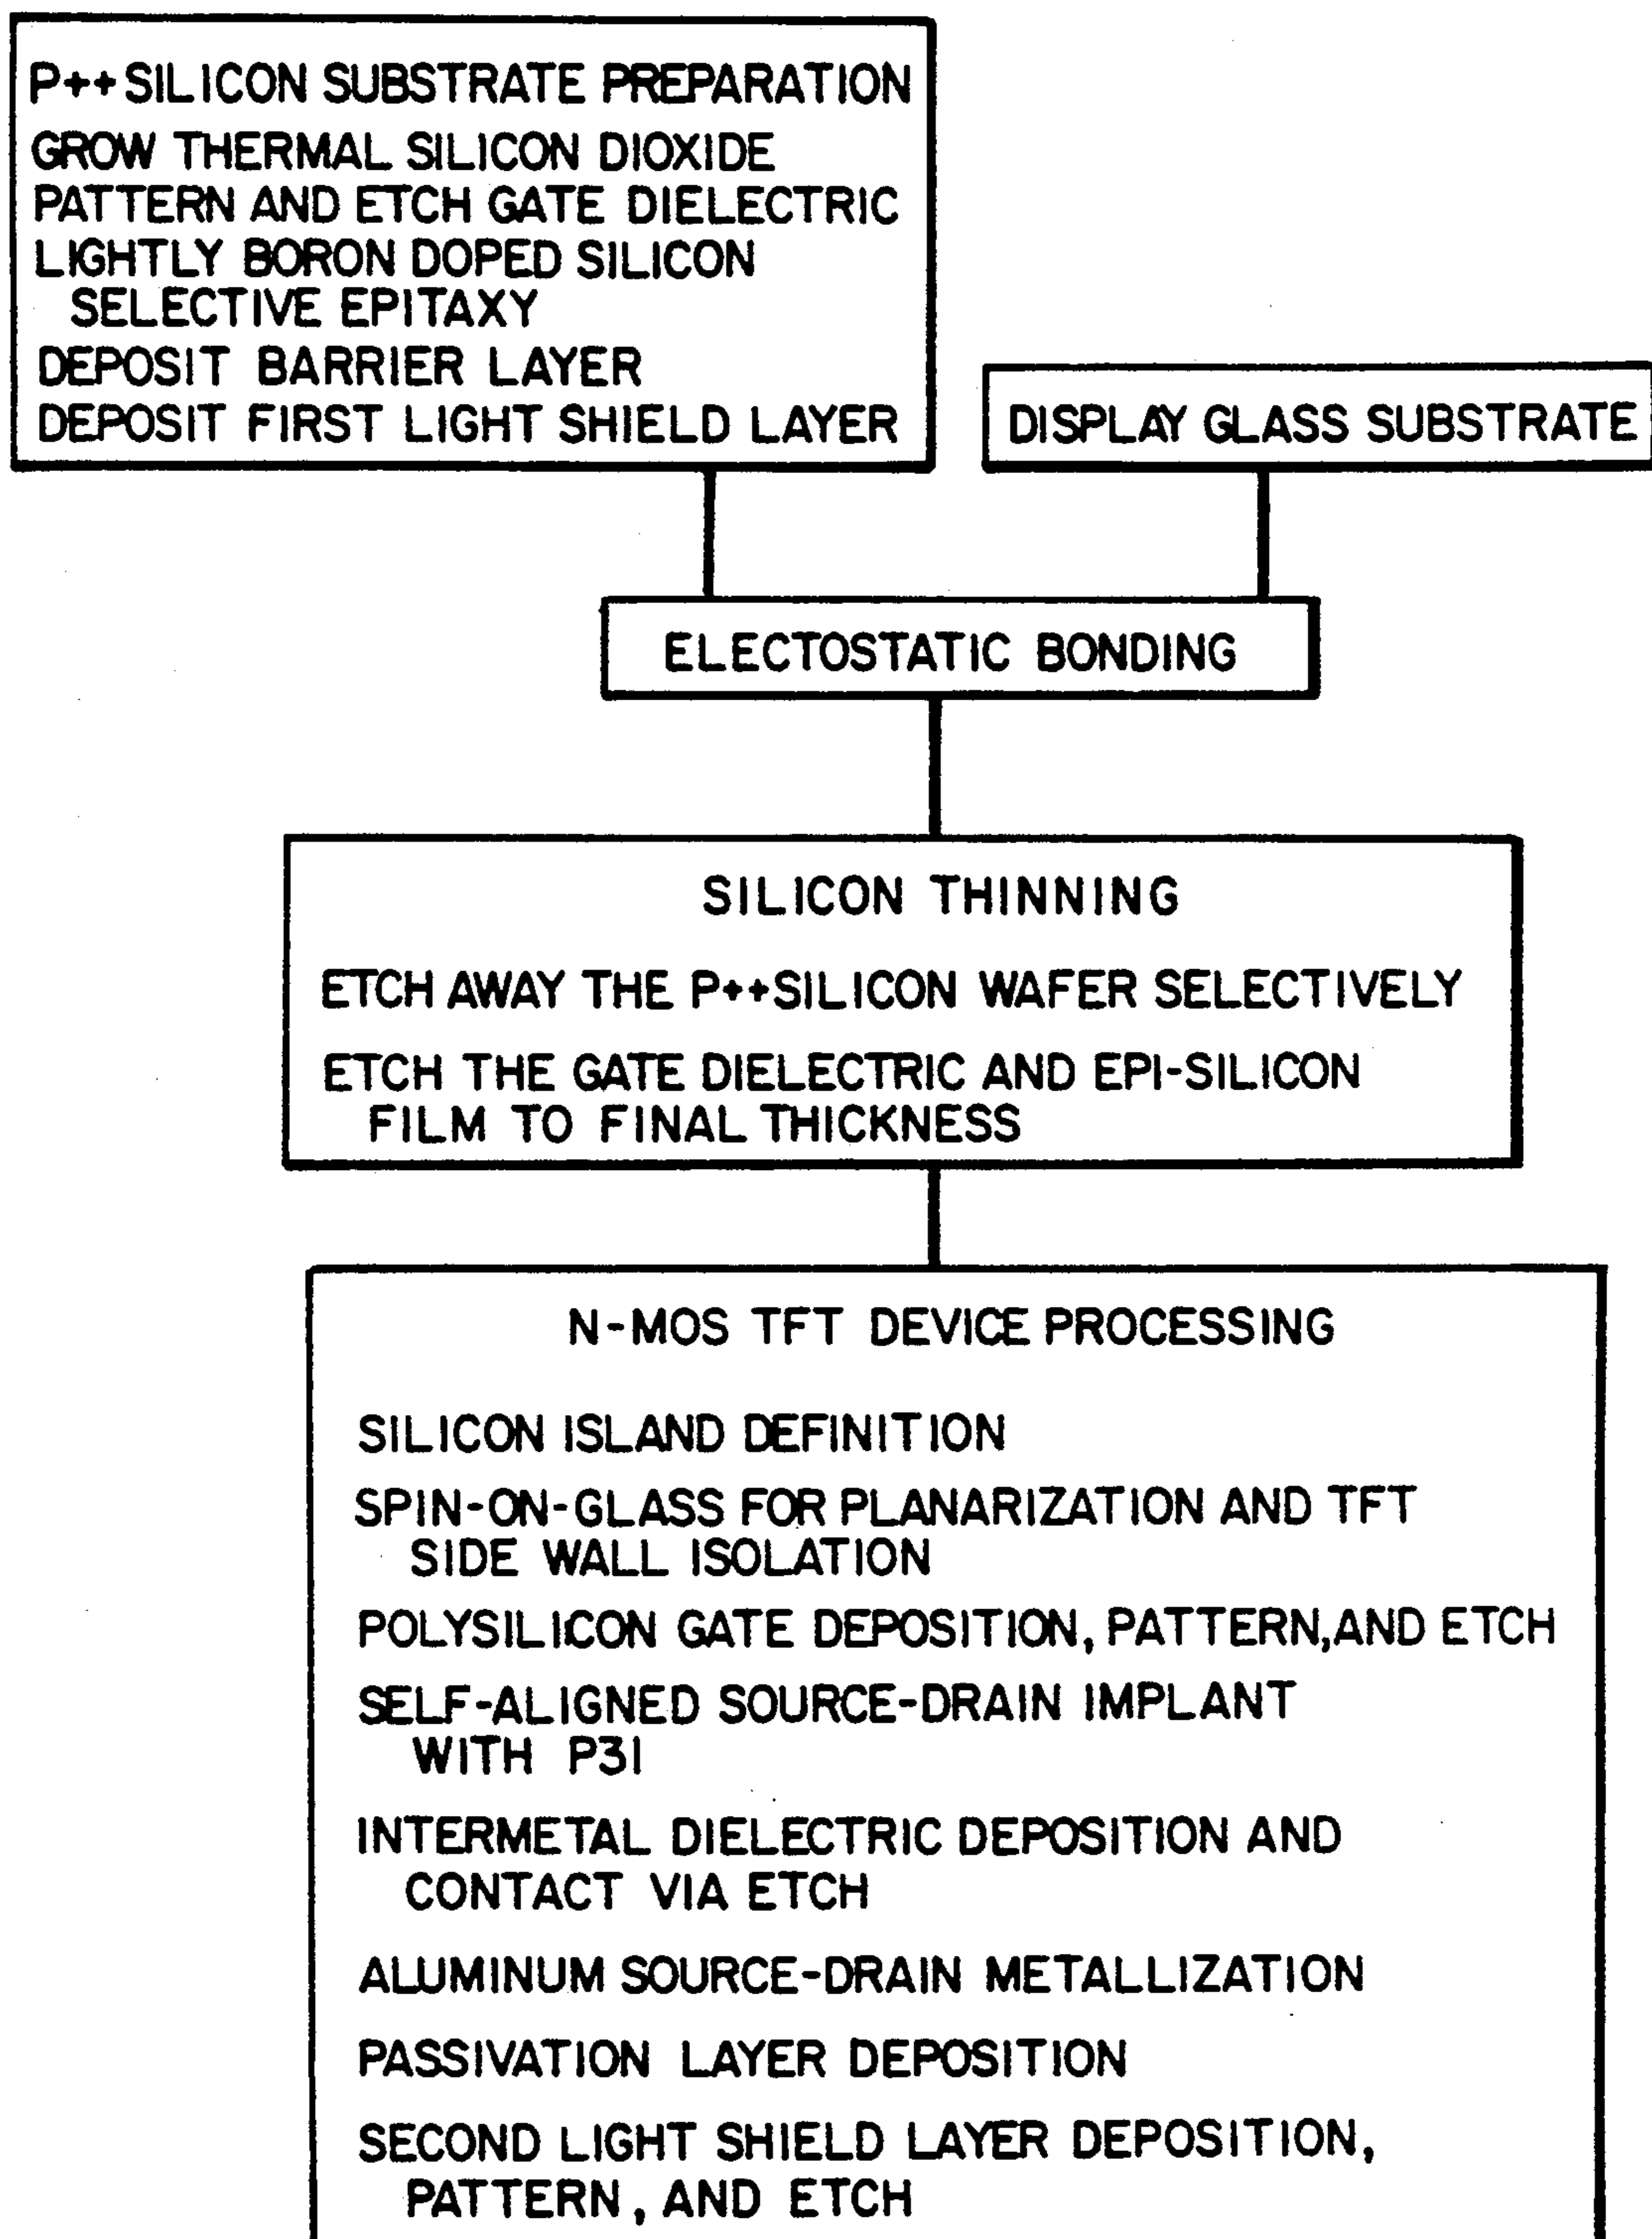 P++ SILICON SUBSTRATE PREPARATION
GROW THERMAL SILICON DIOXIDE
PATTERN AND ETCH GATE DIELECTRIC
LIGHTLY BORON DOPED SILICON
SELECTIVE EPITAXY
DEPOSIT BARRIER LAYER
DEPOSIT FIRST LIGHT SHIELD LAYER
DISPLAY GLASS SUBSTRATE
ELECTOSTATIC BONDING
SILICON THINNING
ETCH AWAY THE P++ SILICON WAFER SELECTIVELY
ETCH THE GATE DIELECTRIC AND EPI-SILICON
FILM TO FINAL THICKNESS
N-MOS TFT DEVICE PROCESSING
SILICON ISLAND DEFINITION
SPIN-ON-GLASS FOR PLANARIZATION AND TFT
SIDE WALL ISOLATION
POLYSILICON GATE DEPOSITION, PATTERN, AND ETCH
SELF-ALIGNED SOURCE-DRAIN IMPLANT
WITH P31
INTERMETAL DIELECTRIC DEPOSITION AND
CONTACT VIA ETCH
ALUMINUM SOURCE-DRAIN METALLIZATION
PASSIVATION LAYER DEPOSITION
SECOND LIGHT SHIELD LAYER DEPOSITION,
PATTERN, AND ETCH